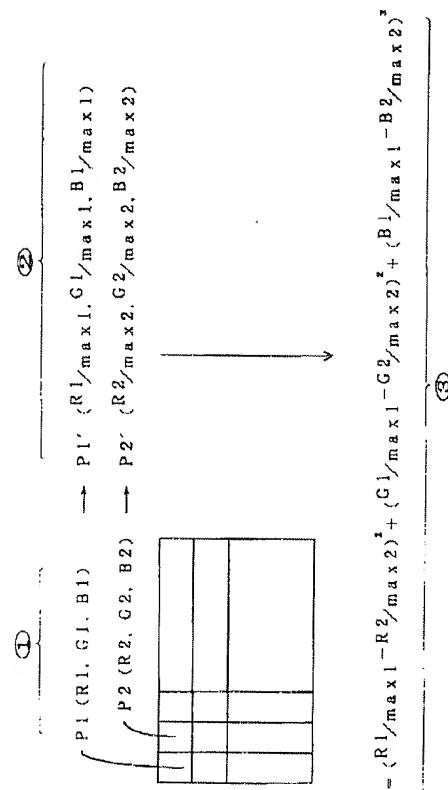 ① ②
P1 (R1, G1, B1) → P1′ (R1/max1, G1/max1, B1/max1)
P2 (R2, G2, B2) → P2′ (R2/max2, G2/max2, B2/max2)
= (R1/max1 - R2/max2)² + (G1/max1 - G2/max2)² + (B1/max1 - B2/max2)²
③